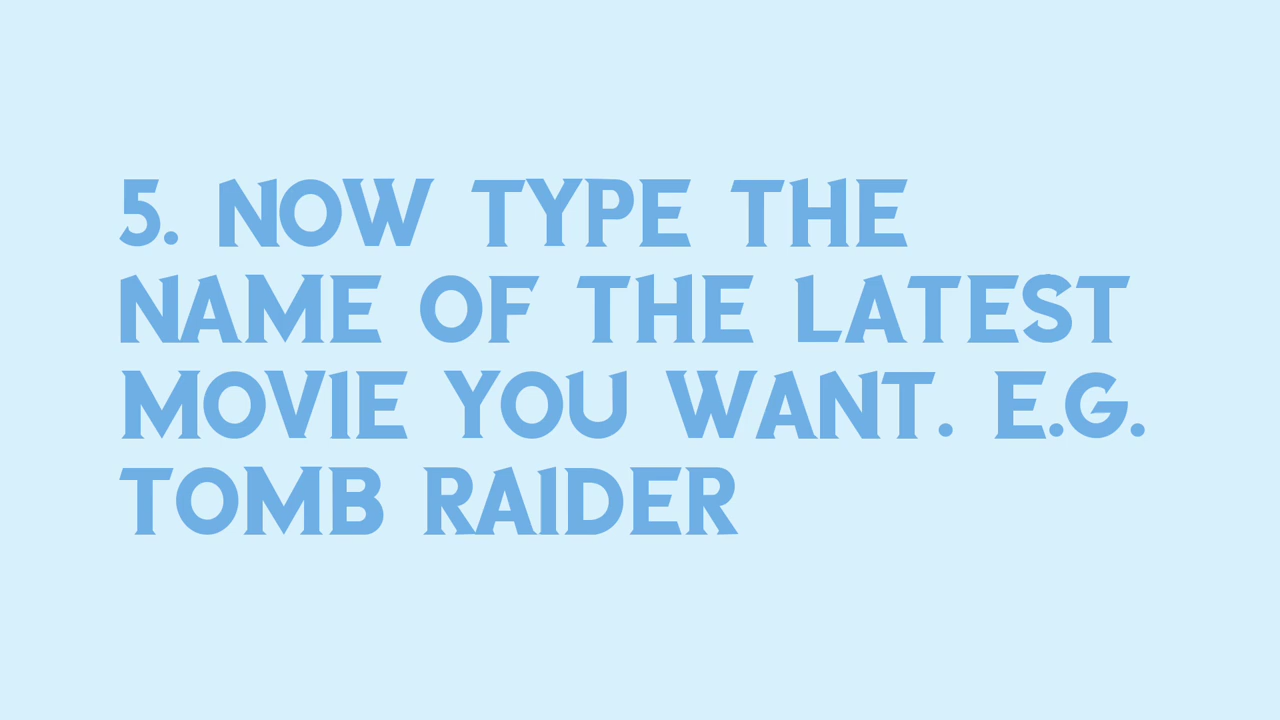 5. NOW TYPE THE
NAME OF THE LATEST
MOVIE YOU WANT. E.G.
TOMB RAIDER